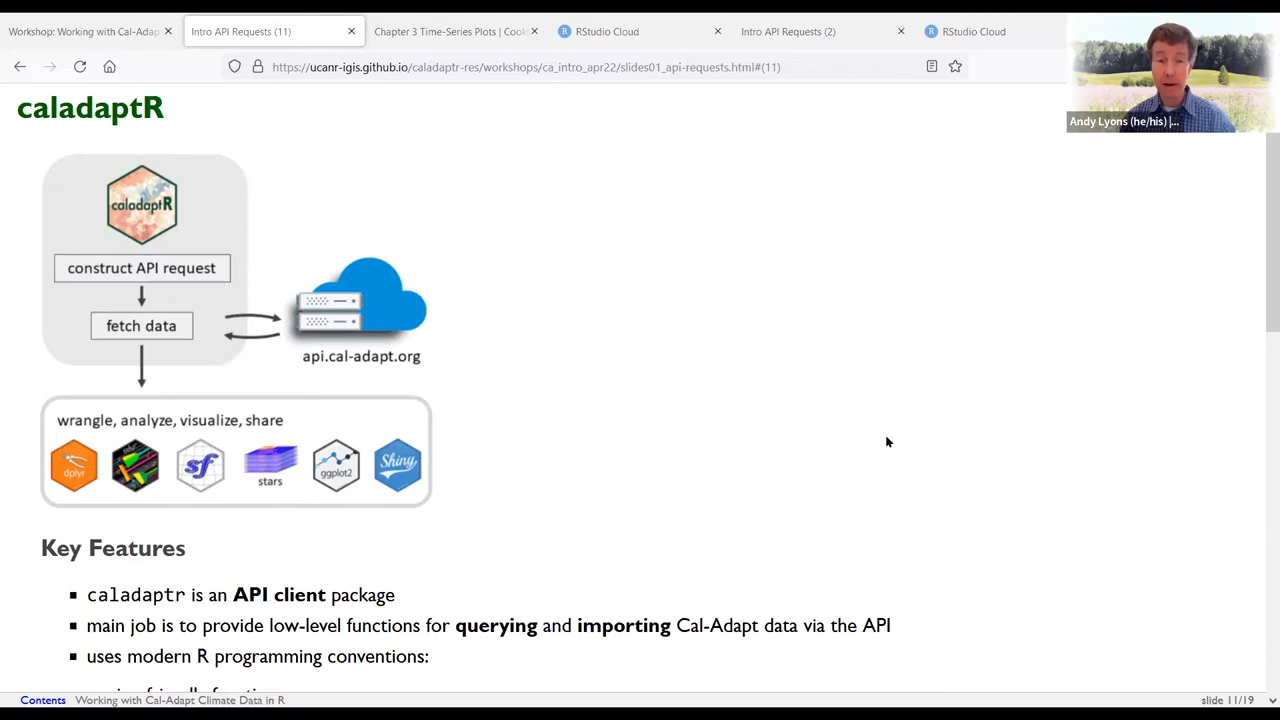 Workshop: Working with Cal-Adap
Intro API Requests (11)
Chapter 3 Time-Series Plots | Cook
RStudio Cloud
Intro API Requests (2)
RStudio Cloud
https://ucanr-igis.github.io/caladaptr-res/workshops/ca_intro_apr22/slides01_api-requests.html#(11)
Andy Lyons (he/his) |...
caladaptR
caladaptR
construct API request
fetch data
api.cal-adapt.org
wrangle, analyze, visualize, share
dplyr
sf
stars
ggplot2
Shiny
Key Features
caladaptr is an API client package
main job is to provide low-level functions for querying and importing Cal-Adapt data via the API
uses modern R programming conventions:
Contents
Working with Cal-Adapt Climate Data in R
slide 11/19